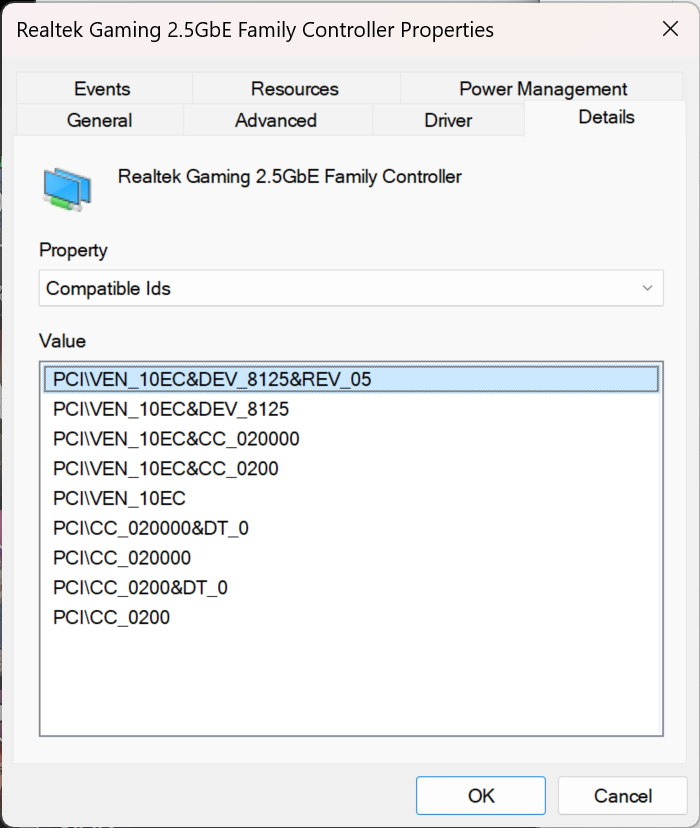 Realtek Gaming 2.5GbE Family Controller Properties
Events Resources Power Management
General Advanced Driver Details
Realtek Gaming 2.5GbE Family Controller
Property
Compatible Ids
Value
PCI\VEN_10EC&DEV_8125&REV_05
PCI\VEN_10EC&DEV_8125
PCI\VEN_10EC&CC_020000
PCI\VEN_10EC&CC_0200
PCI\VEN_10EC
PCI\CC_020000&DT_0
PCI\CC_020000
PCI\CC_0200&DT_0
PCI\CC_0200
OK Cancel